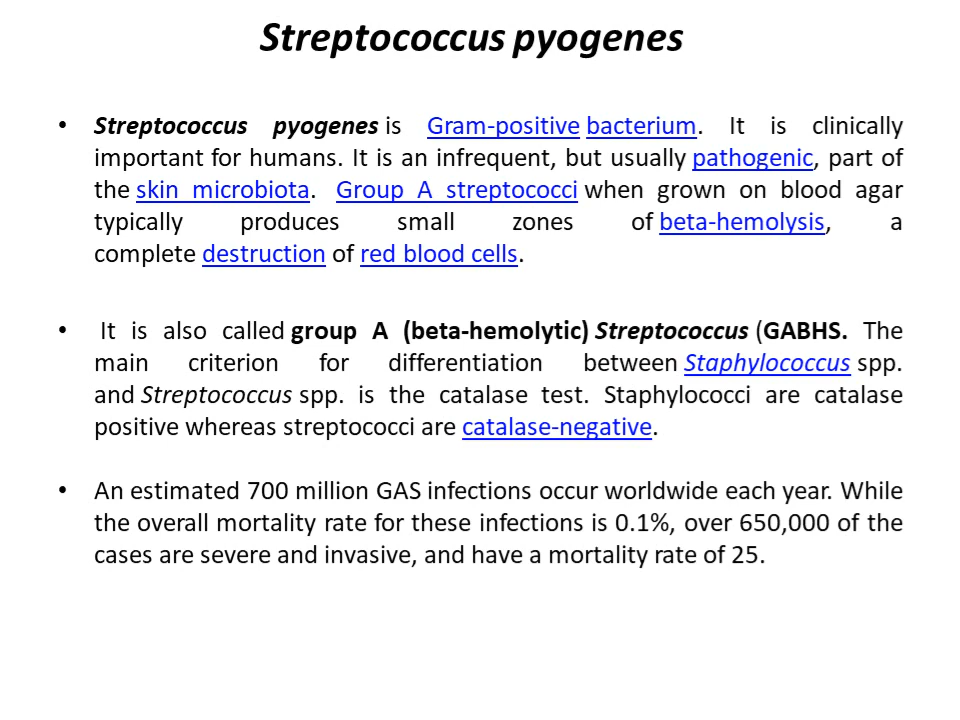 Streptococcus pyogenes
• Streptococcus pyogenes is Gram-positive bacterium. It is clinically
important for humans. It is an infrequent, but usually pathogenic, part of
the skin microbiota. Group A streptococci when grown on blood agar
typically produces small zones of beta-hemolysis, a
complete destruction of red blood cells.
• It is also called group A (beta-hemolytic) Streptococcus (GABHS. The
main criterion for differentiation between Staphylococcus spp.
and Streptococcus spp. is the catalase test. Staphylococci are catalase
positive whereas streptococci are catalase-negative.
• An estimated 700 million GAS infections occur worldwide each year. While
the overall mortality rate for these infections is 0.1%, over 650,000 of the
cases are severe and invasive, and have a mortality rate of 25.